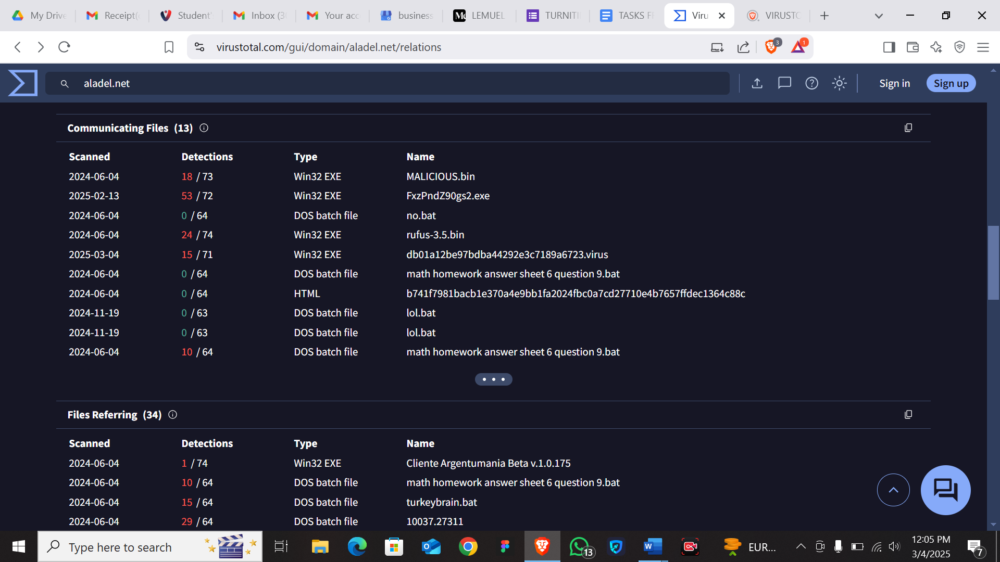 My Drive
Receipt(
Student'
Inbox (30
Your acc
business
LEMUEL
TURNITI
TASKS F
Viru
VIRUSTO
virustotal.com/gui/domain/aladel.net/relations
3
1
aladel.net
Sign in
Sign up
Communicating Files (13)
Scanned Detections Type Name
2024-06-04 18 / 73 Win32 EXE MALICIOUS.bin
2025-02-13 53 / 72 Win32 EXE FxzPndZ90gs2.exe
2024-06-04 0 / 64 DOS batch file no.bat
2024-06-04 24 / 74 Win32 EXE rufus-3.5.bin
2025-03-04 15 / 71 Win32 EXE db01a12be97bdba44292e3c7189a6723.virus
2024-06-04 0 / 64 DOS batch file math homework answer sheet 6 question 9.bat
2024-06-04 0 / 64 HTML b741f7981bacb1e370a4e9bb1fa2024fbc0a7cd27710e4b7657ffdec1364c88c
2024-11-19 0 / 63 DOS batch file lol.bat
2024-11-19 0 / 63 DOS batch file lol.bat
2024-06-04 10 / 64 DOS batch file math homework answer sheet 6 question 9.bat
Files Referring (34)
Scanned Detections Type Name
2024-06-04 1 / 74 Win32 EXE Cliente Argentumania Beta v.1.0.175
2024-06-04 10 / 64 DOS batch file math homework answer sheet 6 question 9.bat
2024-06-04 15 / 64 DOS batch file turkeybrain.bat
2024-06-04 29 / 64 DOS batch file 10037.27311
Type here to search
13
EUR...
12:05 PM
3/4/2025
7